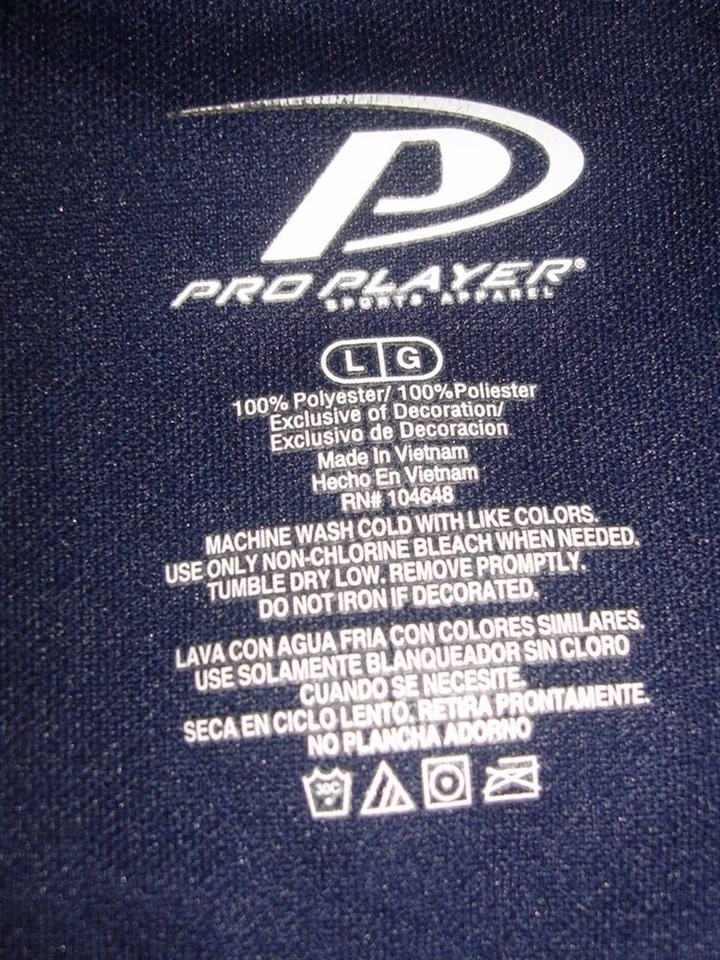 P
PRO PLAYER®
SPORTS APPAREL
L G
100% Polyester/ 100%Poliester
Exclusive of Decoration/
Exclusivo de Decoracion
Made In Vietnam
Hecho En Vietnam
RN# 104648
MACHINE WASH COLD WITH LIKE COLORS.
USE ONLY NON-CHLORINE BLEACH WHEN NEEDED.
TUMBLE DRY LOW. REMOVE PROMPTLY.
DO NOT IRON IF DECORATED.
LAVA CON AGUA FRIA CON COLORES SIMILARES.
USE SOLAMENTE BLANQUEADOR SIN CLORO
CUANDO SE NECESITE.
SECA EN CICLO LENTO. RETIRA PRONTAMENTE.
NO PLANCHA ADORNO
30C